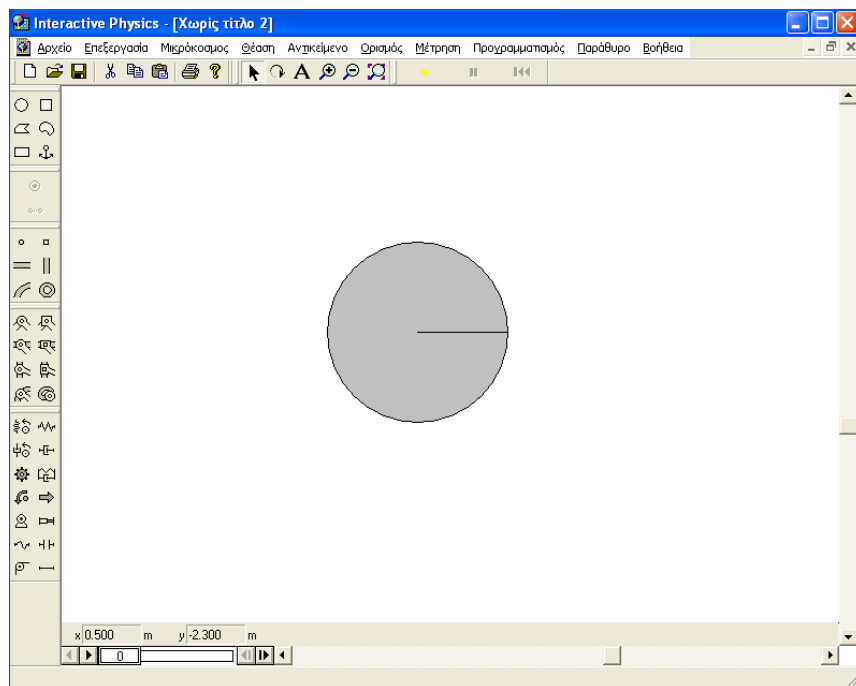 Interactive Physics - [Χωρίς τίτλο 2]
Αρχείο Επεξεργασία Μικρόκοσμος Θέαση Αντικείμενο Ορισμός Μέτρηση Προγραμματισμός Παράθυρο Βοήθεια
A
x 0.500 m y -2.300 m
0